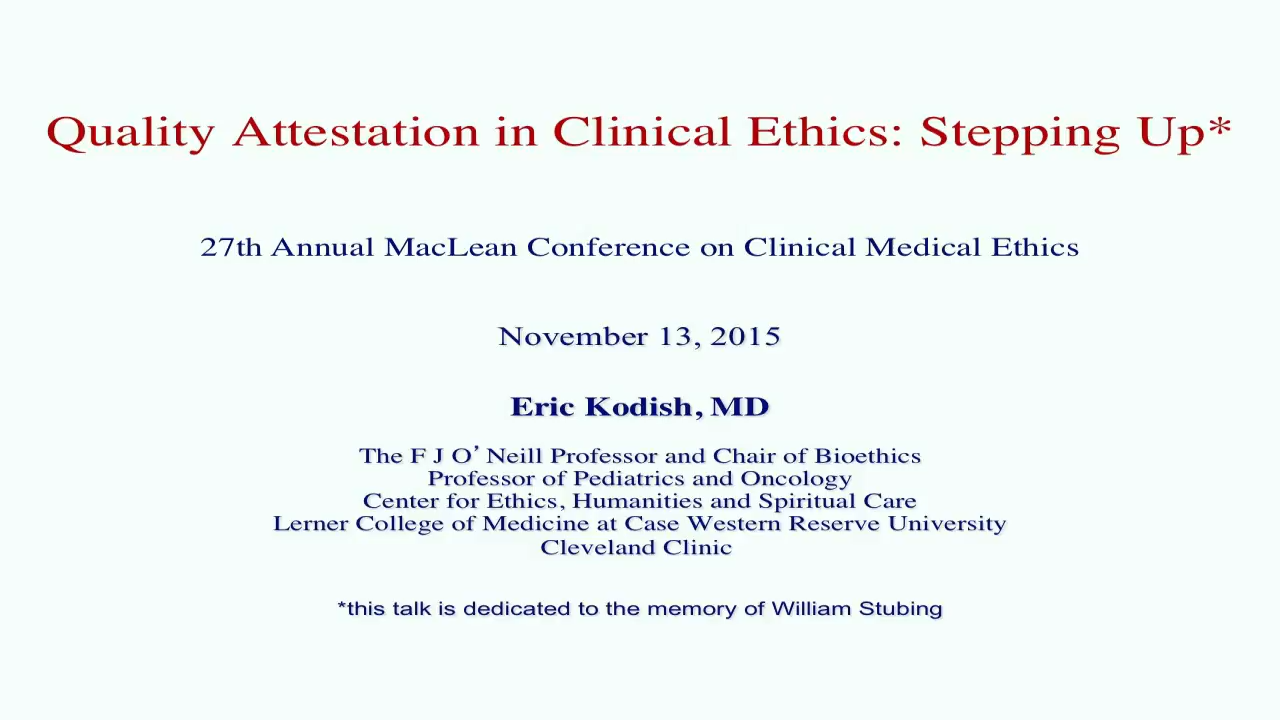 Quality Attestation in Clinical Ethics: Stepping Up*
27th Annual MacLean Conference on Clinical Medical Ethics
November 13, 2015
Eric Kodish, MD
The F J O’ Neill Professor and Chair of Bioethics
Professor of Pediatrics and Oncology
Center for Ethics, Humanities and Spiritual Care
Lerner College of Medicine at Case Western Reserve University
Cleveland Clinic
*this talk is dedicated to the memory of William Stubing